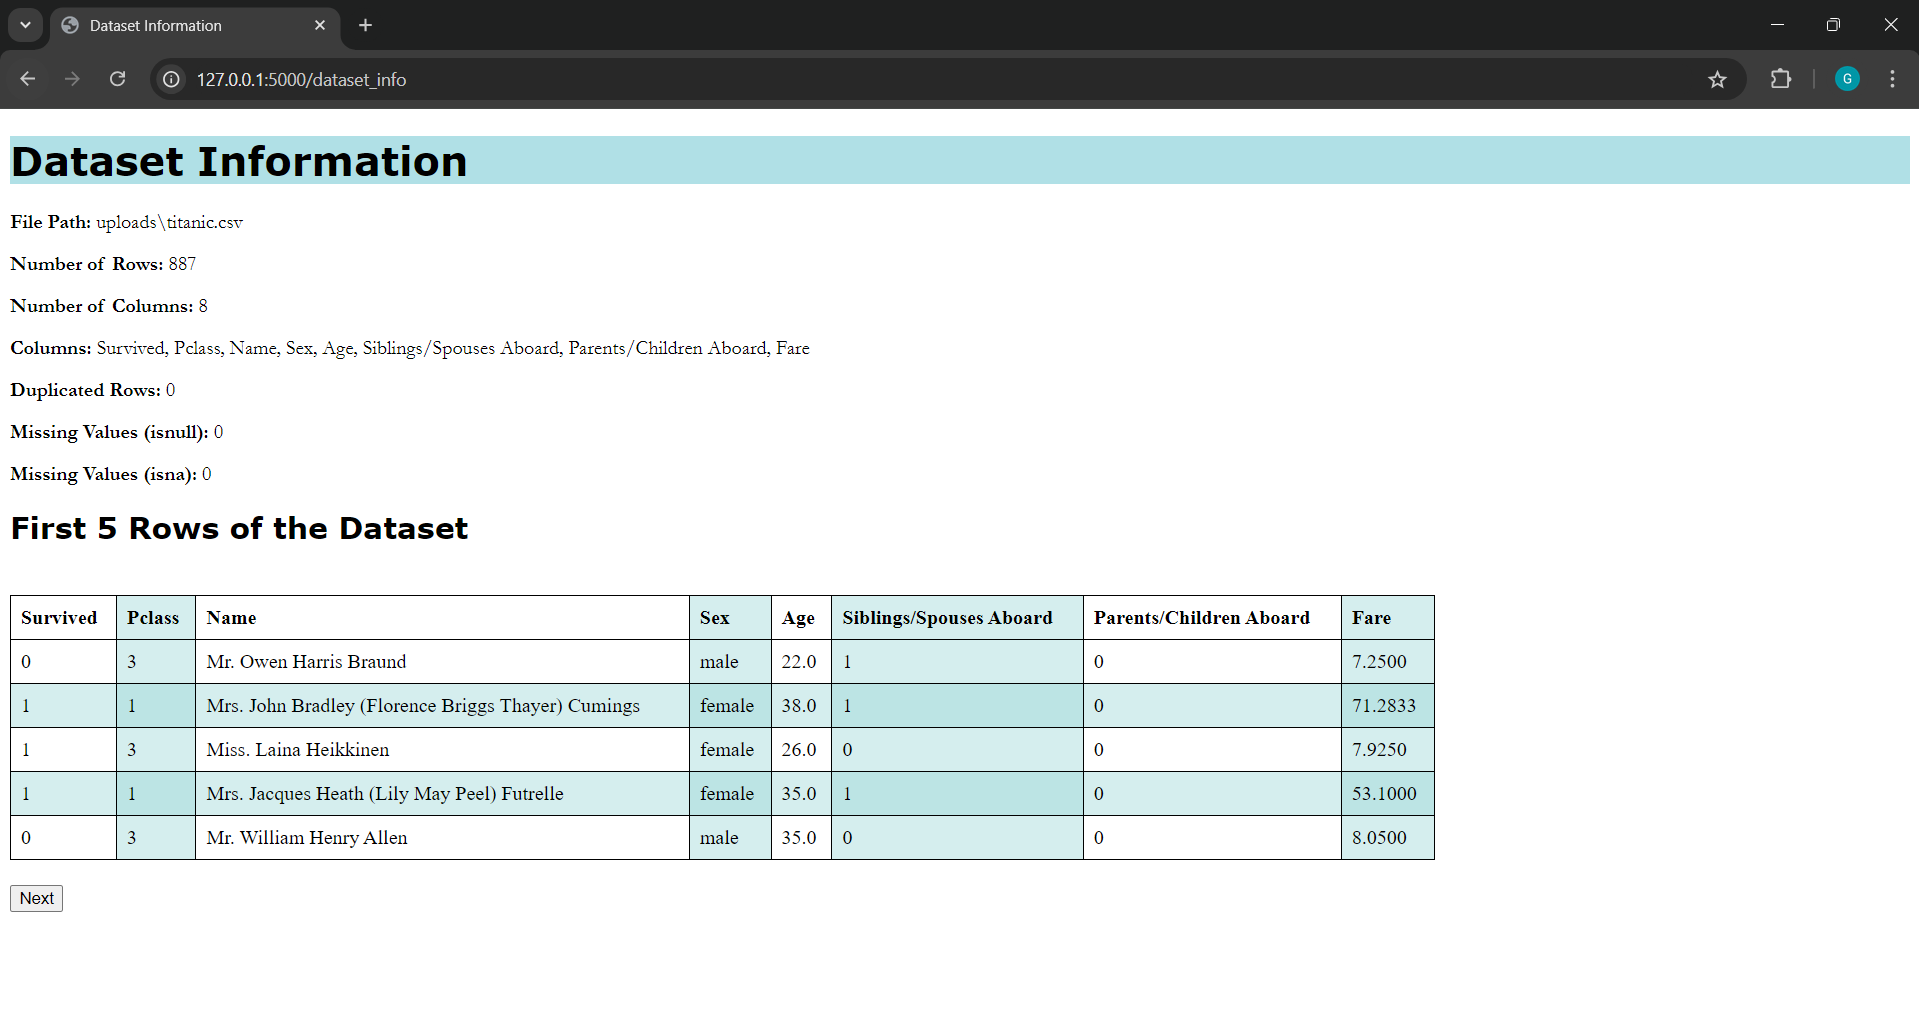 Dataset Information
127.0.0.1:5000/dataset_info
G
Dataset Information
File Path: uploads\titanic.csv
Number of Rows: 887
Number of Columns: 8
Columns: Survived, Pclass, Name, Sex, Age, Siblings/Spouses Aboard, Parents/Children Aboard, Fare
Duplicated Rows: 0
Missing Values (isnull): 0
Missing Values (isna): 0
First 5 Rows of the Dataset
Survived Pclass Name Sex Age Siblings/Spouses Aboard Parents/Children Aboard Fare
0 3 Mr. Owen Harris Braund male 22.0 1 0 7.2500
1 1 Mrs. John Bradley (Florence Briggs Thayer) Cumings female 38.0 1 0 71.2833
1 3 Miss. Laina Heikkinen female 26.0 0 0 7.9250
1 1 Mrs. Jacques Heath (Lily May Peel) Futrelle female 35.0 1 0 53.1000
0 3 Mr. William Henry Allen male 35.0 0 0 8.0500
Next